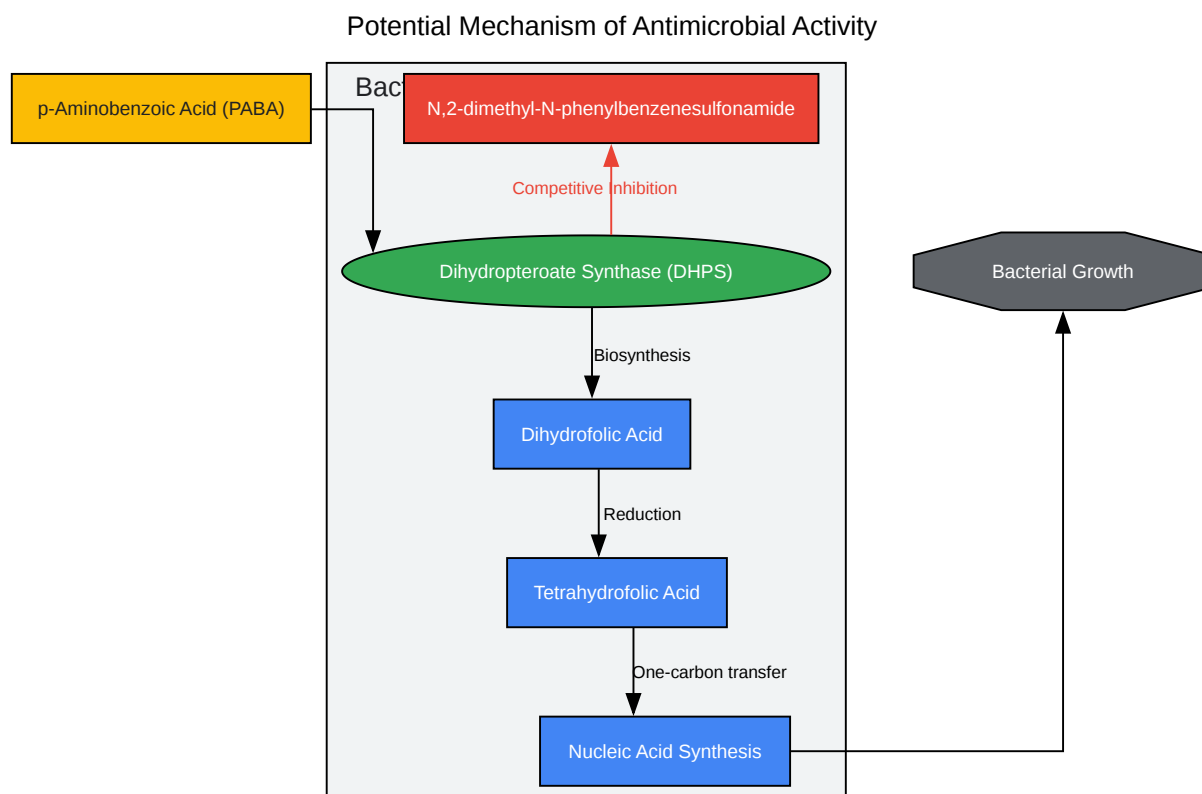 Potential Mechanism of Antimicrobial Activity
p-Aminobenzoic Acid (PABA)
N,2-dimethyl-N-phenylbenzenesulfonamide
Competitive Inhibition
Dihydropteroate Synthase (DHPS)
Bacterial Growth
Biosynthesis
Dihydrofolic Acid
Reduction
Tetrahydrofolic Acid
One-carbon transfer
Nucleic Acid Synthesis